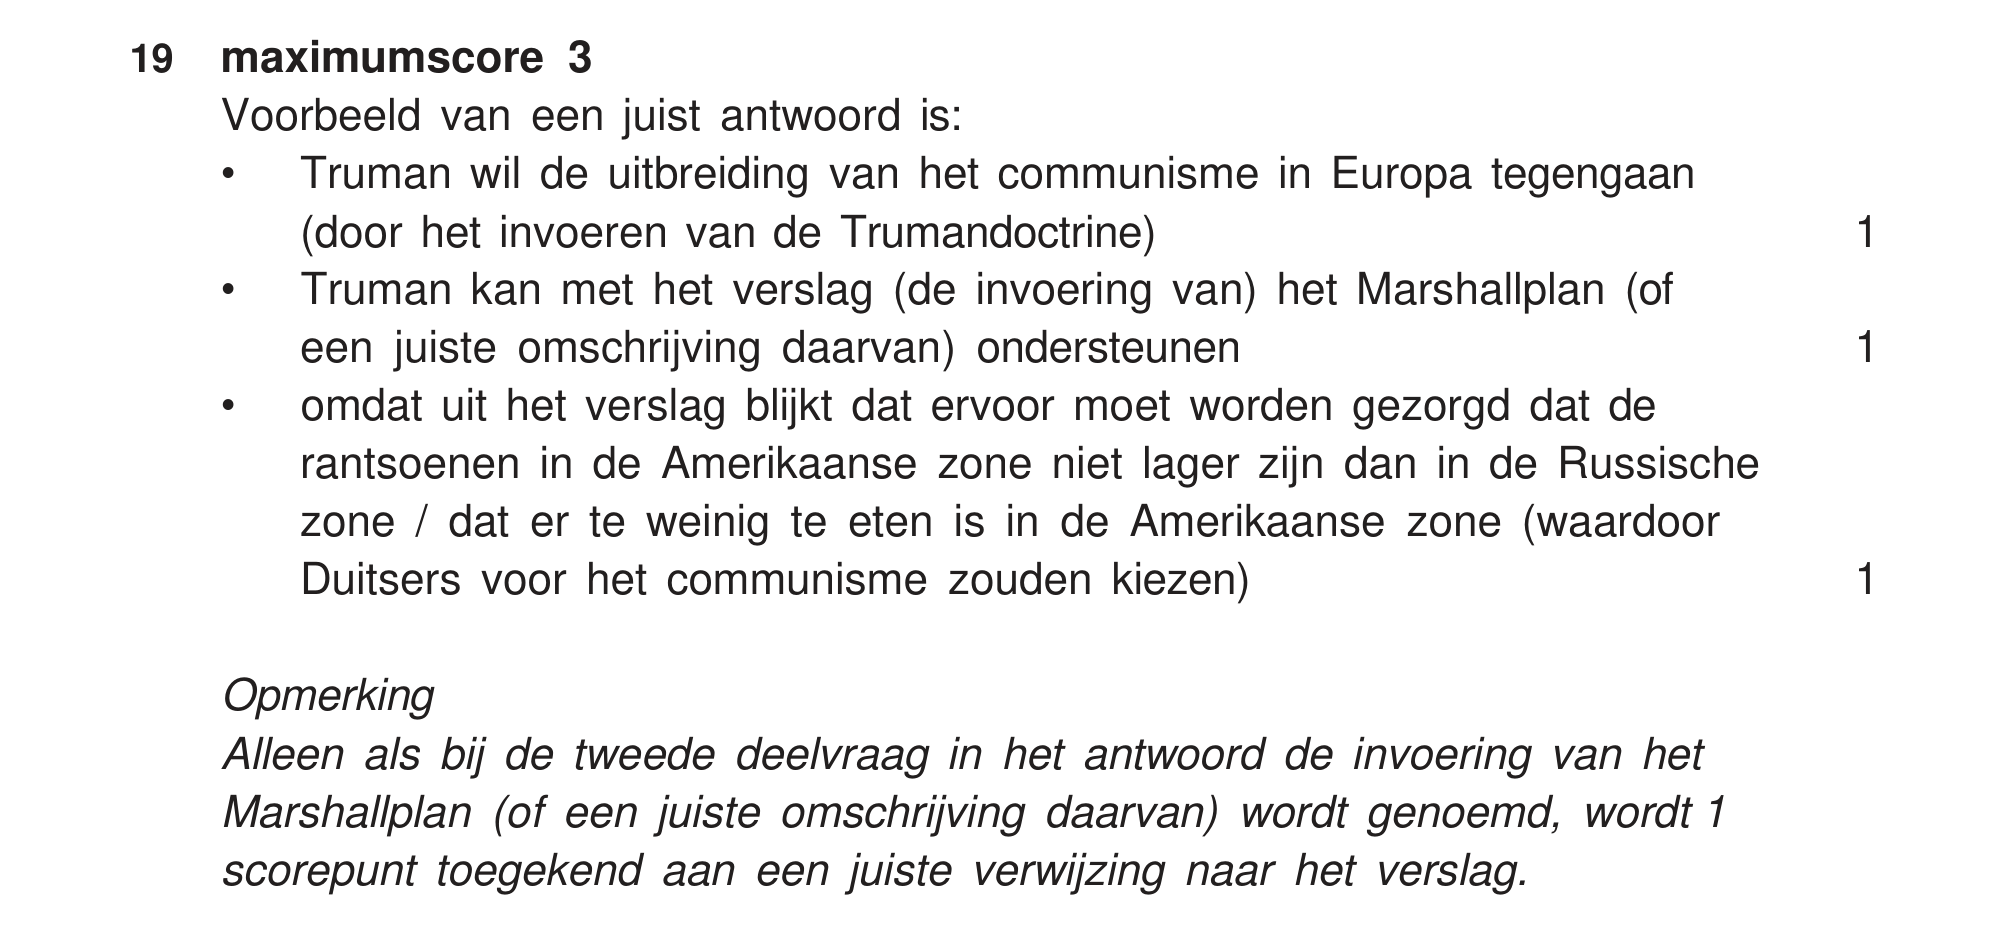 19 maximumscore 3
Voorbeeld van een juist antwoord is:
• Truman wil de uitbreiding van het communisme in Europa tegengaan
(door het invoeren van de Trumandoctrine) 1
• Truman kan met het verslag (de invoering van) het Marshallplan (of
een juiste omschrijving daarvan) ondersteunen 1
• omdat uit het verslag blijkt dat ervoor moet worden gezorgd dat de
rantsoenen in de Amerikaanse zone niet lager zijn dan in de Russische
zone / dat er te weinig te eten is in de Amerikaanse zone (waardoor
Duitsers voor het communisme zouden kiezen) 1
Opmerking
Alleen als bij de tweede deelvraag in het antwoord de invoering van het
Marshallplan (of een juiste omschrijving daarvan) wordt genoemd, wordt 1
scorepunt toegekend aan een juiste verwijzing naar het verslag.